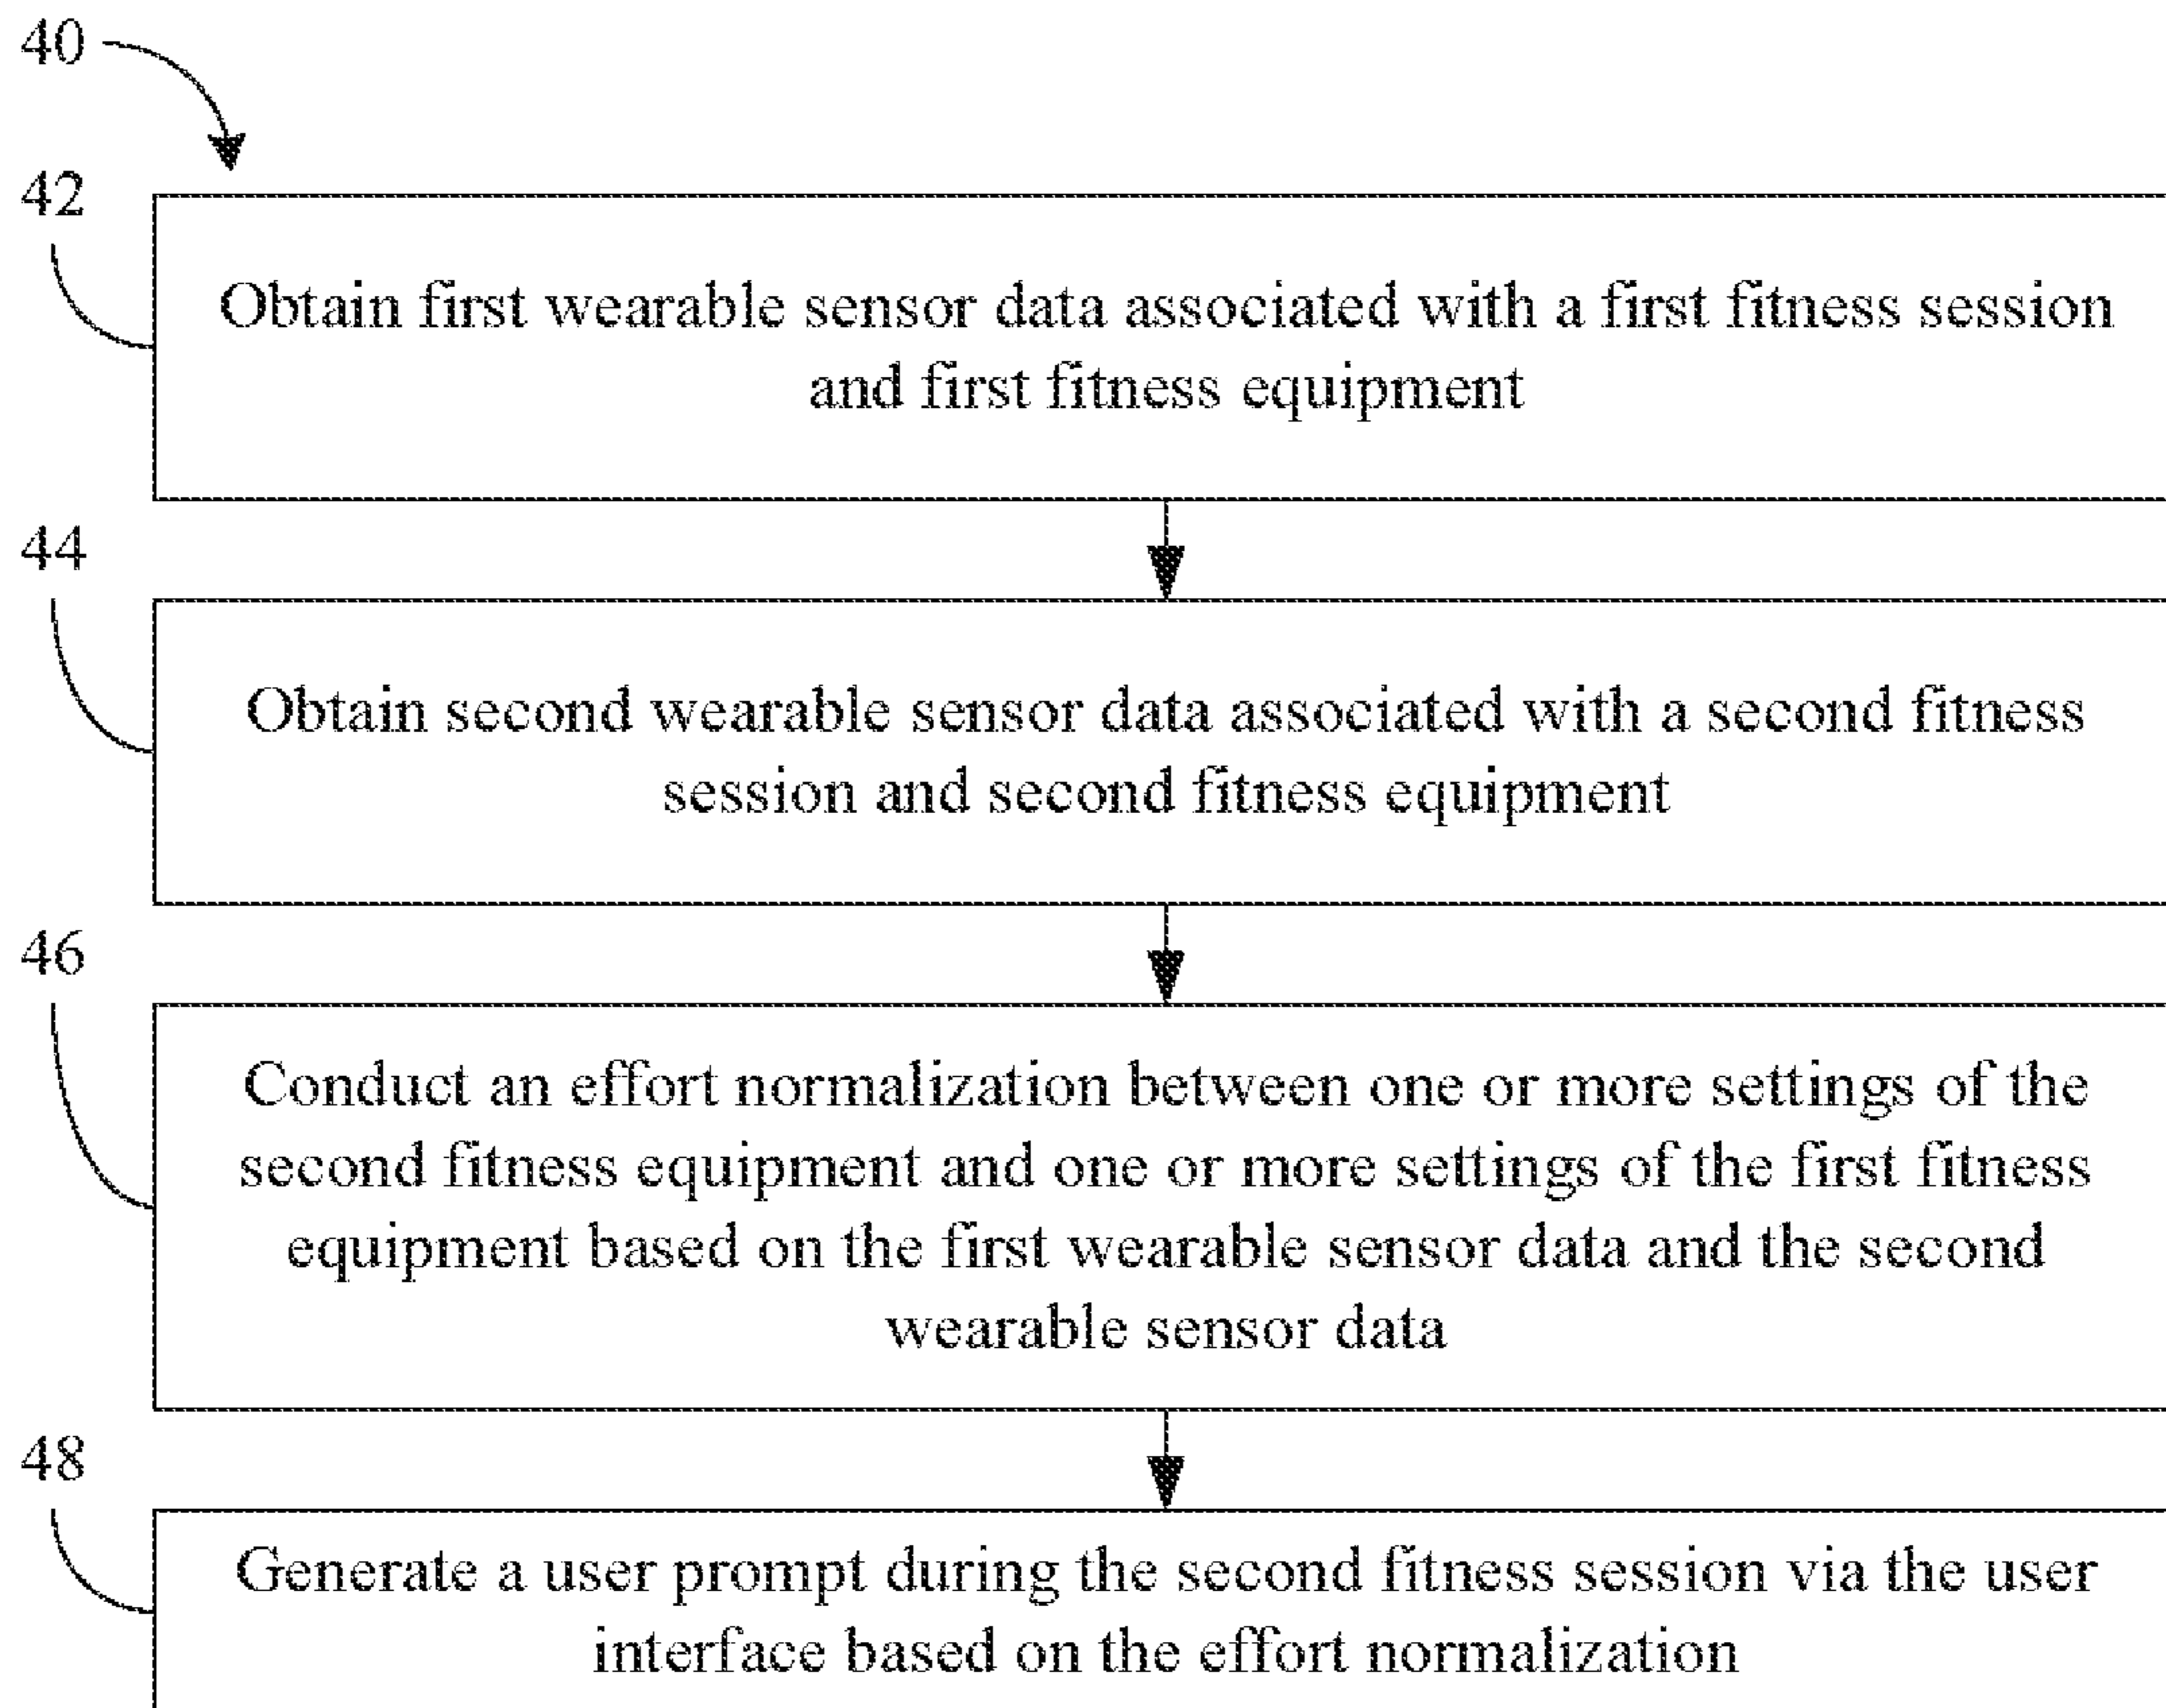 40
42
Obtain first wearable sensor data associated with a first fitness session
and first fitness equipment
44
Obtain second wearable sensor data associated with a second fitness
session and second fitness equipment
46
Conduct an effort normalization between one or more settings of the
second fitness equipment and one or more settings of the first fitness
equipment based on the first wearable sensor data and the second
wearable sensor data
48
Generate a user prompt during the second fitness session via the user
interface based on the effort normalization